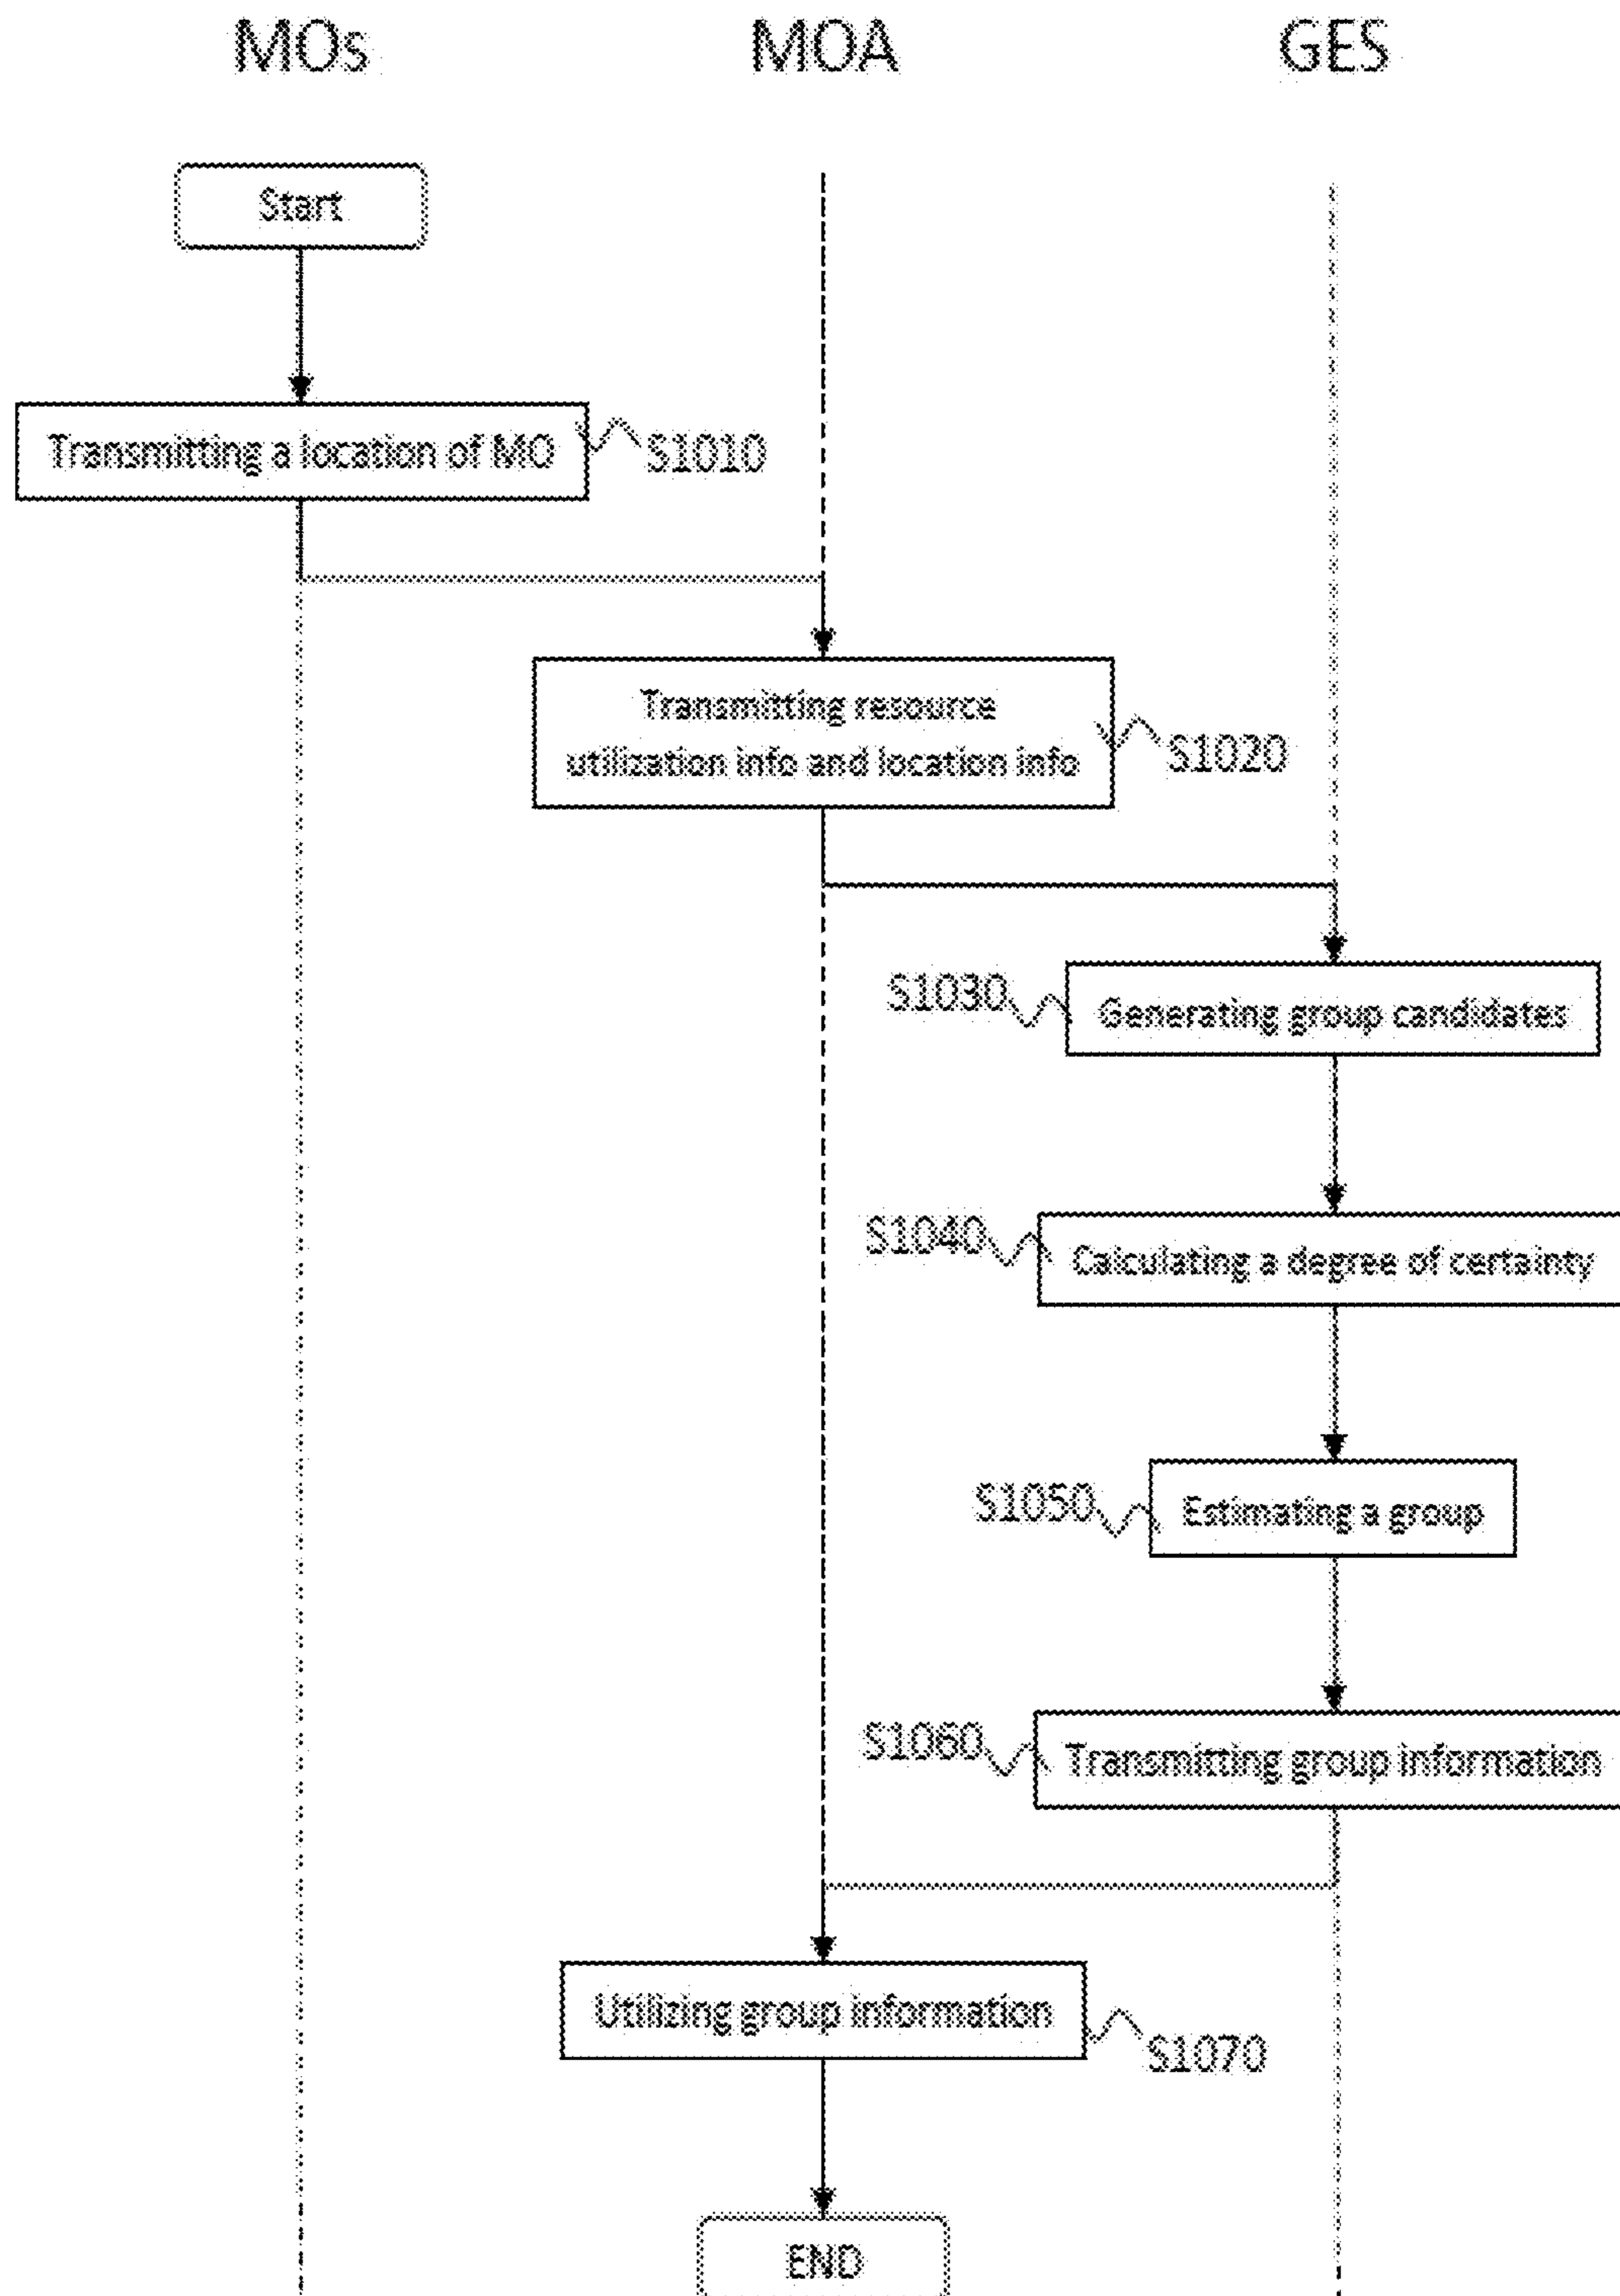 MOs MOA GES
Start
Transmitting a location of MO
S1010
Transmitting resource
utilization info and location info
S1020
S1030
Generating group candidates
S1040
Calculating a degree of certainty
S1050
Estimating a group
S1060
Transmitting group information
Utilizing group information
S1070
END